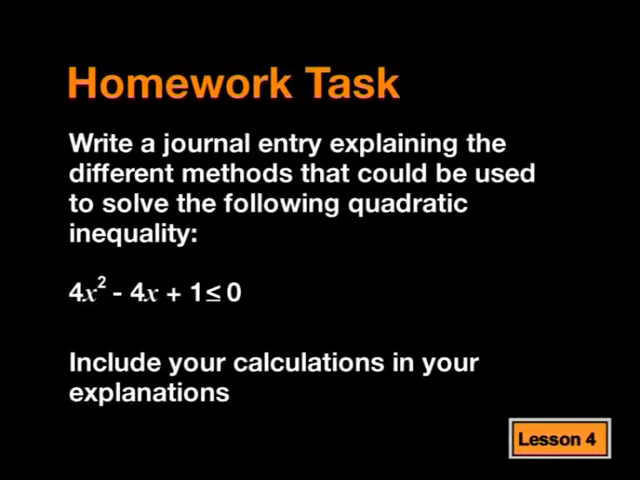 Homework Task
Write a journal entry explaining the
different methods that could be used
to solve the following quadratic
inequality:
4x² - 4x + 1≤ 0
Include your calculations in your
explanations
Lesson 4